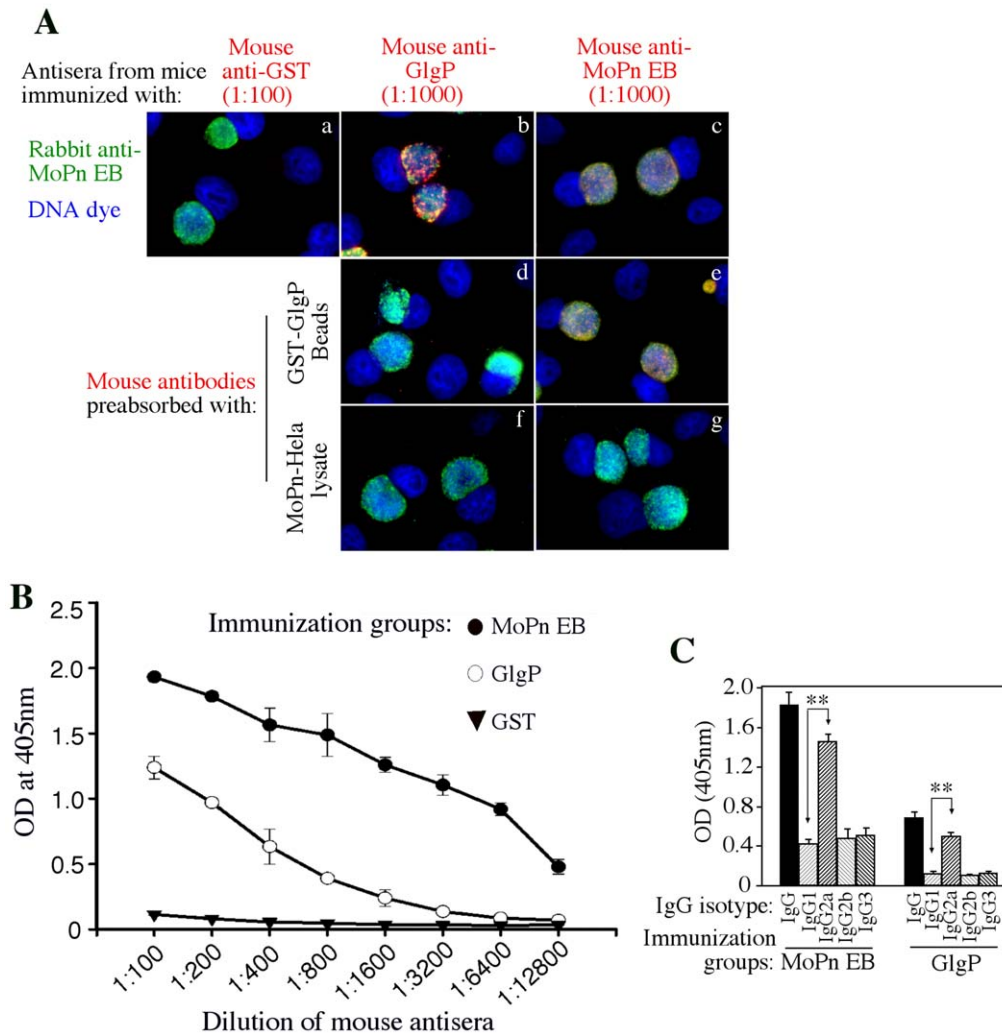 A
Antisera from mice
immunized with:
Mouse
anti-GST
(1:100)
Mouse anti-
GlgP
(1:1000)
Mouse anti-
MoPn EB
(1:1000)
Rabbit anti-
MoPn EB
DNA dye
a
b
c
Mouse antibodies
preabsorbed with:
GST-GlgP
Beads
d
e
MoPn-Hela
lysate
f
g
B
Immunization groups:
MoPn EB
GlgP
GST
OD at 405nm
2.5
2.0
1.5
1.0
0.5
0
1:100
1:200
1:400
1:800
1:1600
1:3200
1:6400
1:12800
Dilution of mouse antisera
C
OD (405nm)
2.0
1.6
1.2
0.8
0.4
0
**
**
IgG isotype:
IgG
IgG1
IgG2a
IgG2b
IgG3
IgG
IgG1
IgG2a
IgG2b
IgG3
Immunization
groups:
MoPn EB
GlgP